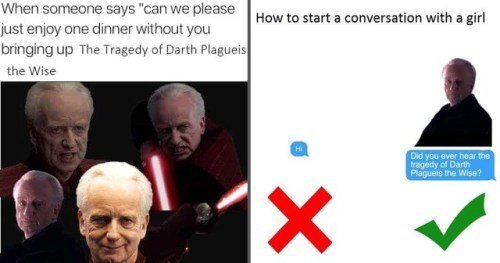 When someone says "can we please
just enjoy one dinner without you
bringing up The Tragedy of Darth Plagueis
the Wise
How to start a conversation with a girl
Hi
Did you ever hear the
tragedy of Darth
Plagueis the Wise?